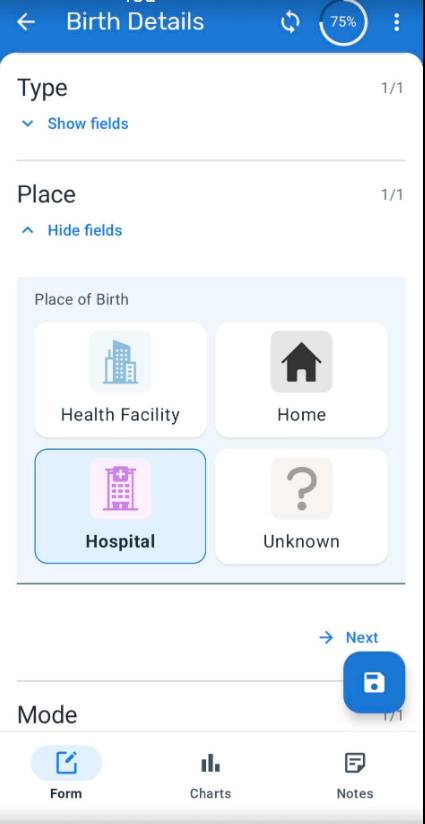 Birth Details
75%
Type
1/1
Show fields
Place
1/1
Hide fields
Place of Birth
Health Facility
Home
Hospital
Unknown
Next
Mode
1/1
Form
Charts
Notes